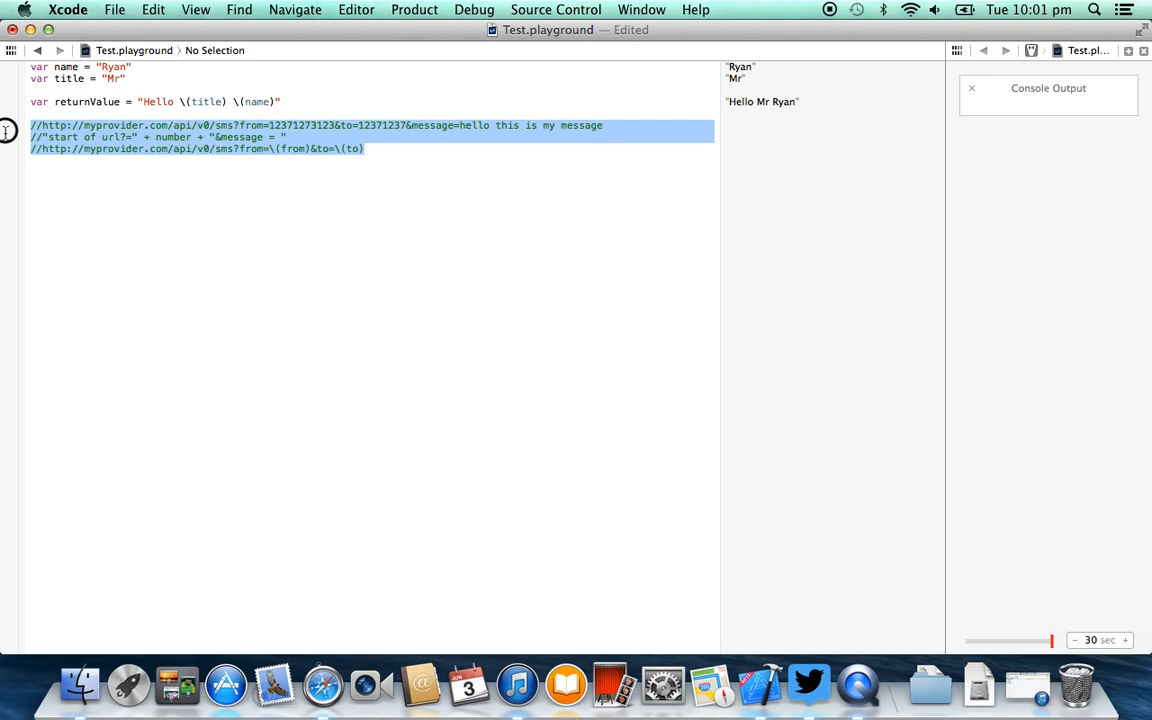 Xcode File Edit View Find Navigate Editor Product Debug Source Control Window Help Tue 10:01 pm
Test.playground — Edited
Test.playground 〉 No Selection
Test.pl...
var name = "Ryan"
"Ryan"
var title = "Mr"
"Mr"
var returnValue = "Hello \(title) \(name)"
"Hello Mr Ryan"
//http://myprovider.com/api/v0/sms?from=12371273123&to=12371237&message=hello this is my message
//"start of url?=" + number + "&message = "
//http://myprovider.com/api/v0/sms?from=\(from)&to=\(to)
Console Output
− 30 sec +
JUN
3